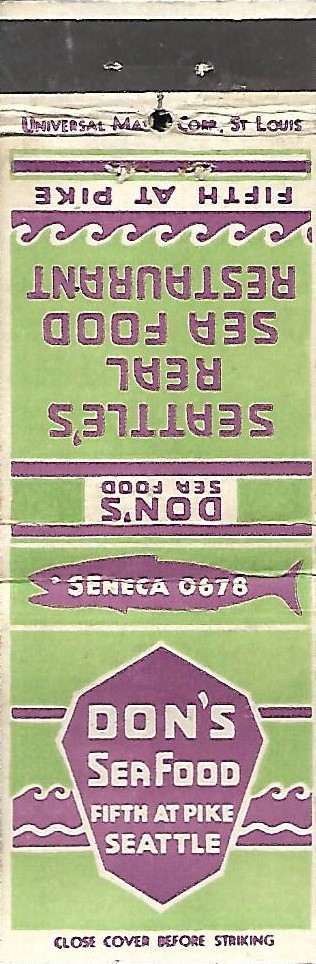 UNIVERSAL MATCH CORP., ST LOUIS
FIFTH AT PIKE
SEATTLE'S
REAL
SEA FOOD
RESTAURANT
DON'S
SEA FOOD
SENECA 0678
DON'S
SEA FOOD
FIFTH AT PIKE
SEATTLE
CLOSE COVER BEFORE STRIKING